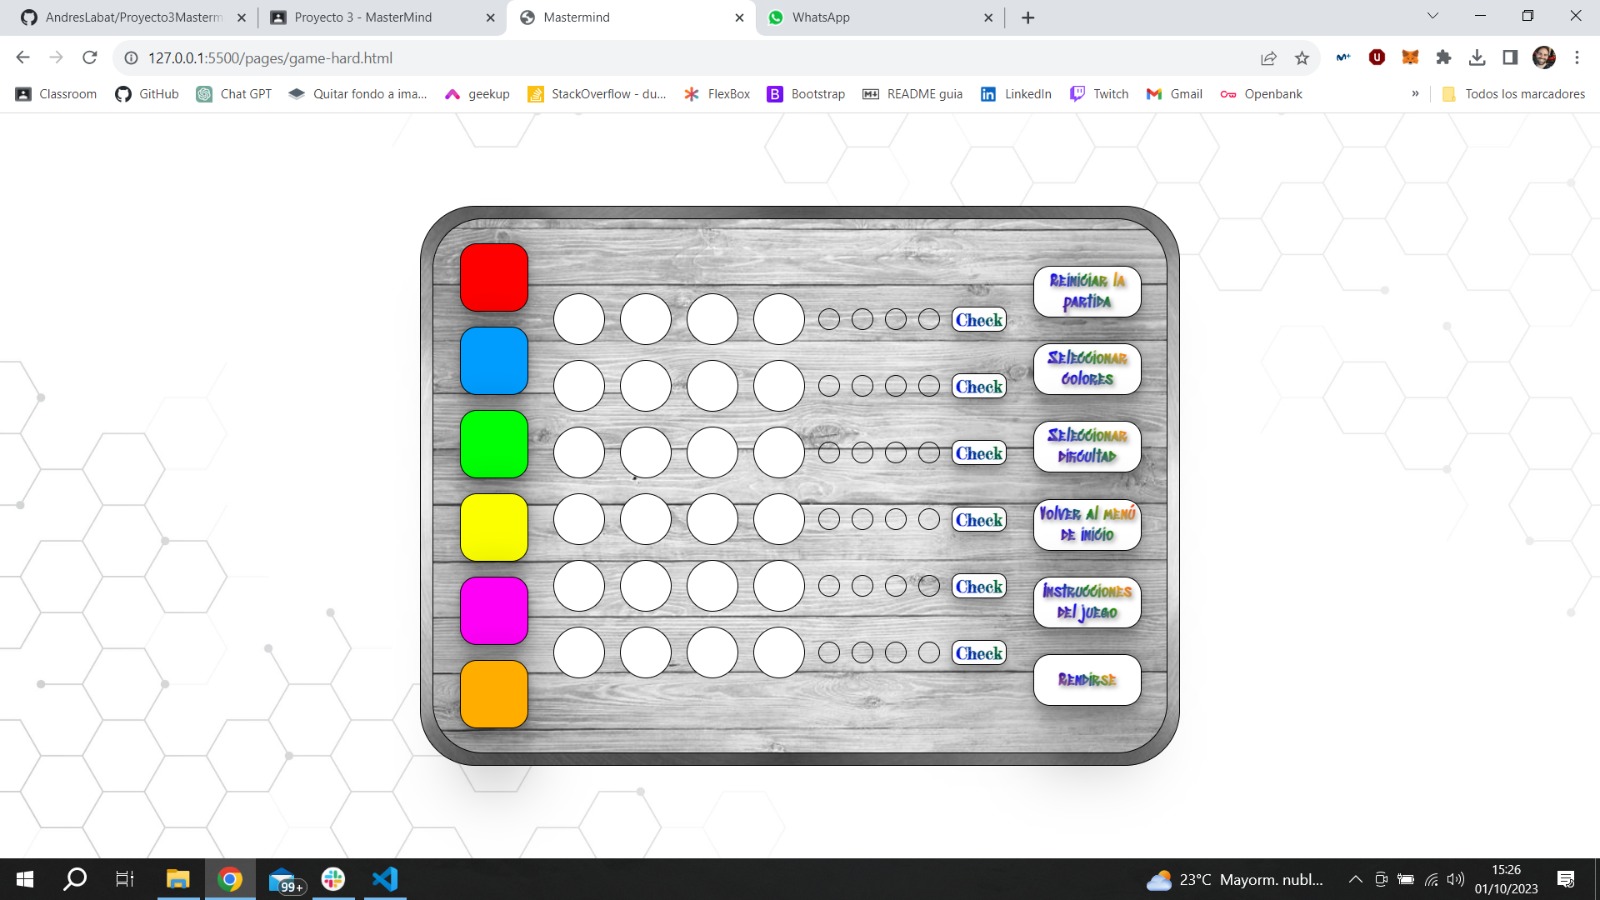 AndresLabat/Proyecto3Masterm
Proyecto 3 - MasterMind
Mastermind
WhatsApp
127.0.0.1:5500/pages/game-hard.html
Classroom
GitHub
Chat GPT
Quitar fondo a ima...
geekup
StackOverflow - du...
FlexBox
Bootstrap
README guia
LinkedIn
Twitch
Gmail
Openbank
»
Todos los marcadores
Reiniciar la
partida
Check
Seleccionar
colores
Check
Seleccionar
dificultad
Check
Volver al menú
de inicio
Check
Instrucciones
del juego
Check
Rendirse
Check
99+
23°C Mayorm. nubl...
15:26
01/10/2023